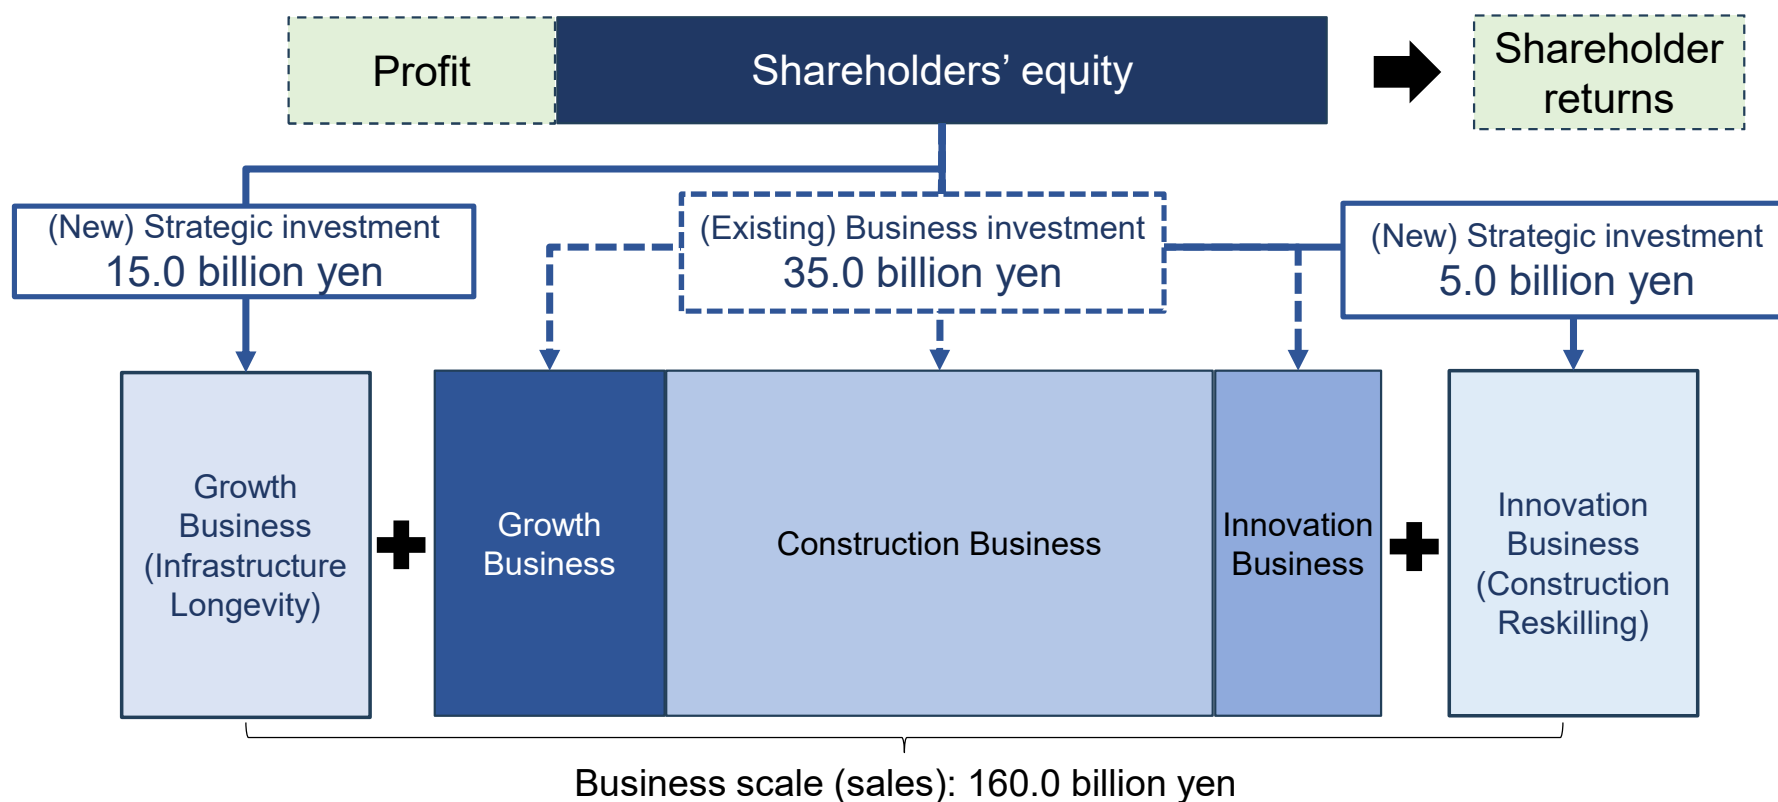 Profit
Shareholders’ equity
Shareholder
returns
(New) Strategic investment
15.0 billion yen
(Existing) Business investment
35.0 billion yen
(New) Strategic investment
5.0 billion yen
Growth
Business
(Infrastructure
Longevity)
Growth
Business
Construction Business
Innovation
Business
Innovation
Business
(Construction
Reskilling)
Business scale (sales): 160.0 billion yen